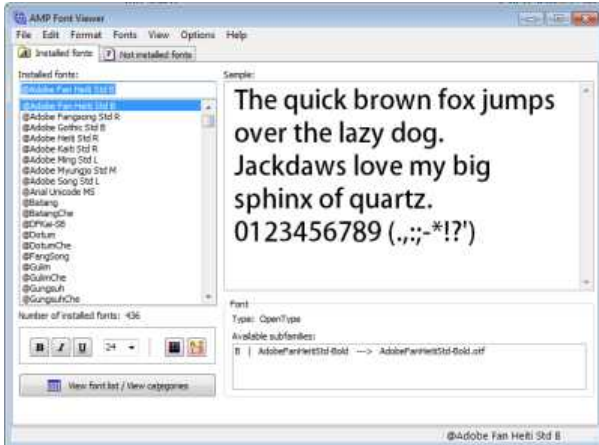 AMP Font Viewer
File Edit Format Fonts View Options Help
Installed fonts Not installed fonts
Installed fonts:
@Adobe Fan Heiti Std B
@Adobe Fan Heiti Std B
@Adobe Fangsong Std R
@Adobe Gothic Std B
@Adobe Heiti Std R
@Adobe Kaiti Std R
@Adobe Ming Std L
@Adobe Myungjo Std M
@Adobe Song Std L
@Arial Unicode MS
@Batang
@BatangChe
@DFKai-SB
@Dotum
@DotumChe
@FangSong
@Gulim
@GulimChe
@Gungsuh
@GungsuhChe
Number of installed fonts: 436
B I U 24
View font list / View categories
Sample:
The quick brown fox jumps
over the lazy dog.
Jackdaws love my big
sphinx of quartz.
0123456789 (.,:;-*!?')
Font
Type: OpenType
Available subfamilies:
B | AdobeFanHeitiStd-Bold ---> AdobeFanHeitiStd-Bold.otf
@Adobe Fan Heiti Std B